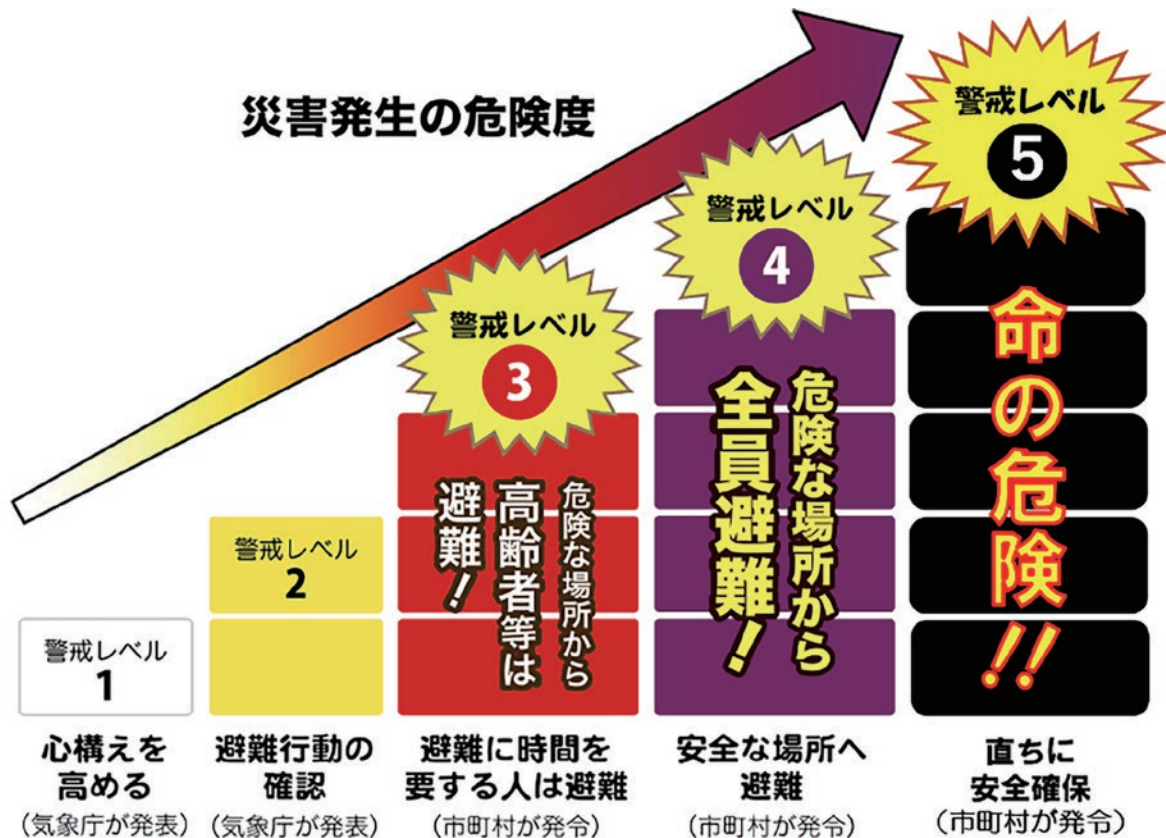 災害発生の危険度
警戒レベル
1
心構えを
高める
(気象庁が発表)
警戒レベル
2
避難行動の
確認
(気象庁が発表)
警戒レベル
3
危険な場所から
高齢者等は
避難!
避難に時間を
要する人は避難
(市町村が発令)
警戒レベル
4
危険な場所から
全員避難!
安全な場所へ
避難
(市町村が発令)
警戒レベル
5
命の危険!!
直ちに
安全確保
(市町村が発令)